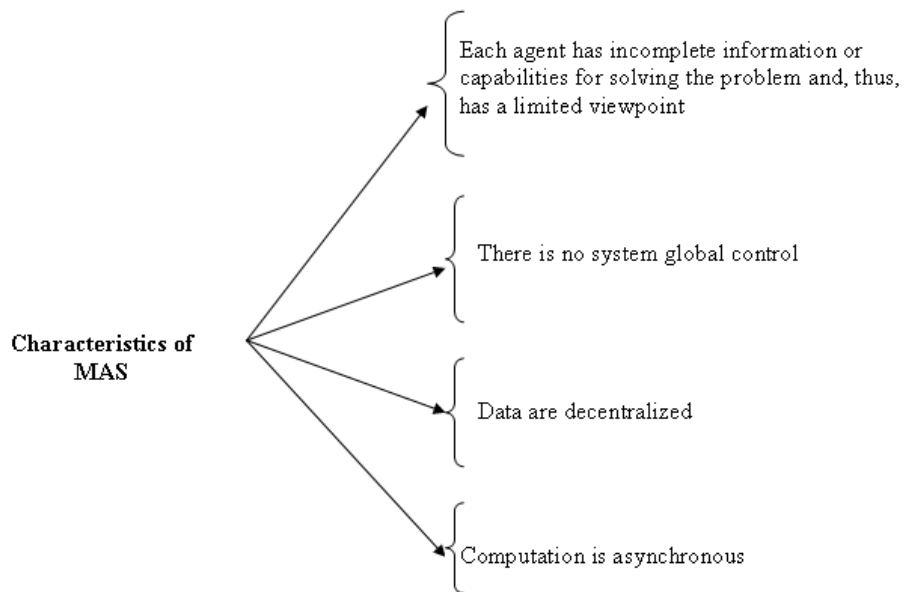 Each agent has incomplete information or
capabilities for solving the problem and, thus,
has a limited viewpoint
There is no system global control
Characteristics of
MAS
Data are decentralized
Computation is asynchronous